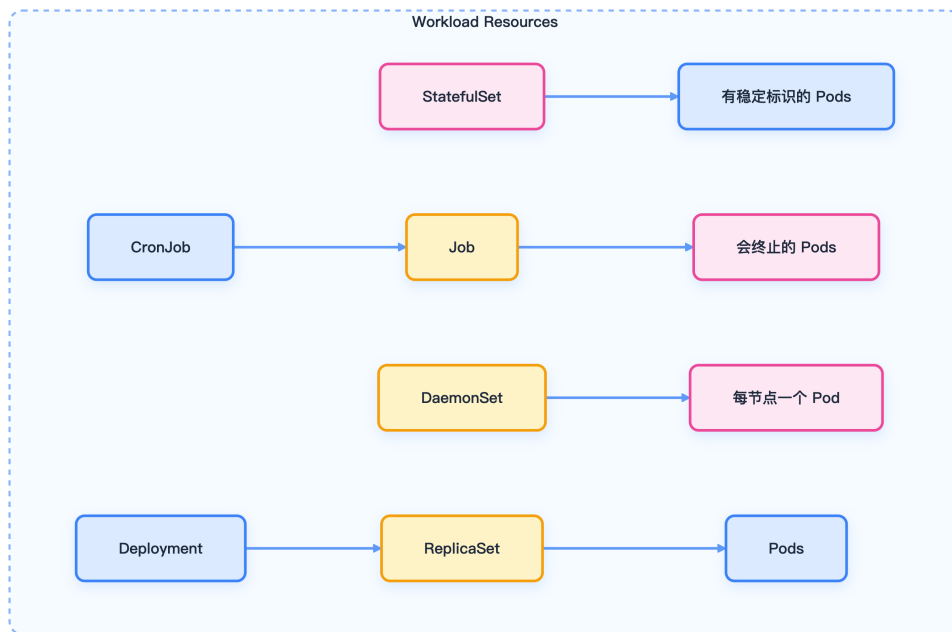 Workload Resources
StatefulSet
有稳定标识的 Pods
CronJob
Job
会终止的 Pods
DaemonSet
每节点一个 Pod
Deployment
ReplicaSet
Pods